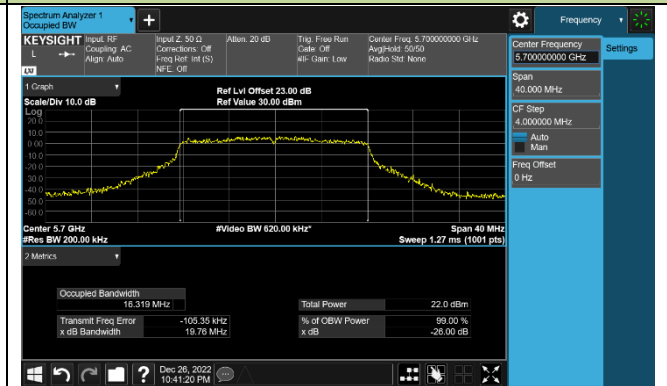 Spectrum Analyzer 1
Occupied BW
+
Frequency
KEYSIGHT
L
LXI
Input: RF
Coupling: AC
Align: Auto
Input Z: 50 Ω
Corrections: Off
Freq Ref: Int (S)
NFE: Off
Atten: 20 dB
Trig: Free Run
Gate: Off
#IF Gain: Low
Center Freq: 5.700000000 GHz
Avg|Hold: 50/50
Radio Std: None
Center Frequency
5.700000000 GHz
Settings
Span
40.000 MHz
CF Step
4.000000 MHz
Auto
Man
Freq Offset
0 Hz
1 Graph
Scale/Div 10.0 dB
Ref Lvl Offset 23.00 dB
Ref Value 30.00 dBm
Log
20.0
10.0
0.00
-10.0
-20.0
-30.0
-40.0
-50.0
-60.0
Center 5.7 GHz
#Video BW 620.00 kHz*
Span 40 MHz
#Res BW 200.00 kHz
Sweep 1.27 ms (1001 pts)
2 Metrics
Occupied Bandwidth
16.319 MHz
Total Power
22.0 dBm
Transmit Freq Error
-105.35 kHz
% of OBW Power
99.00 %
x dB Bandwidth
19.76 MHz
x dB
-26.00 dB
?
Dec 26, 2022
10:41:20 PM